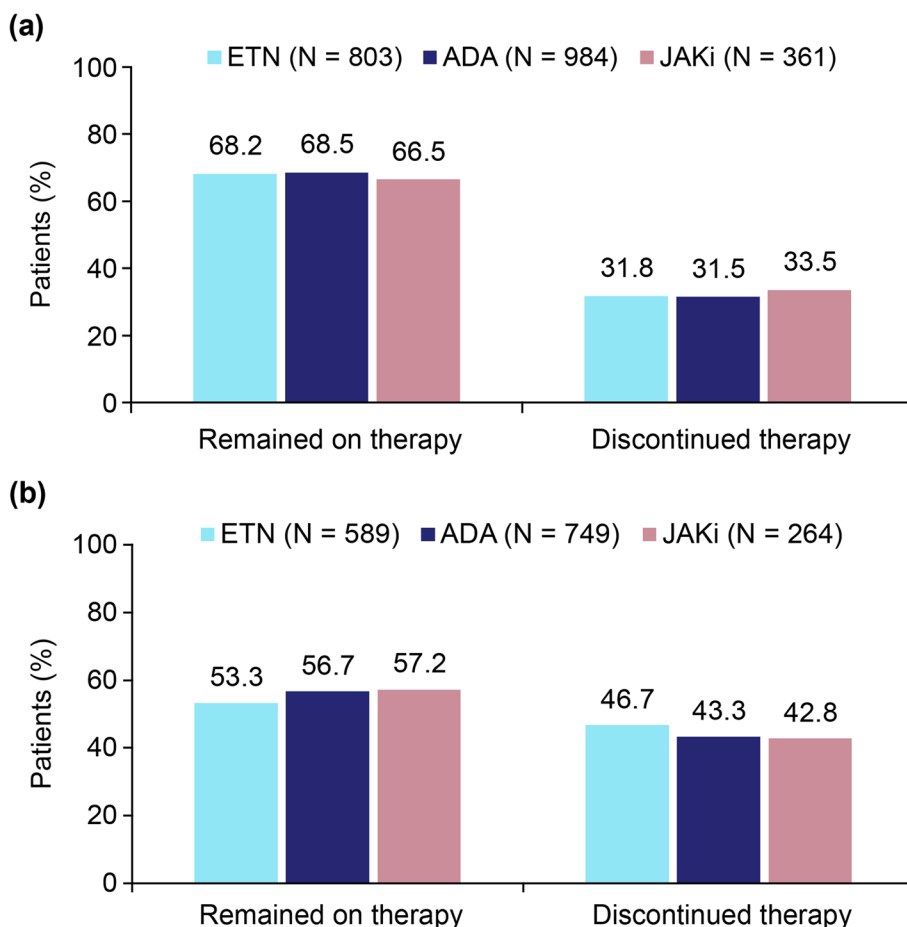 (a)
ETN (N = 803) ADA (N = 984) JAKi (N = 361)
100
80
60
40
20
0
Patients (%)
68.2 68.5 66.5
31.8 31.5 33.5
Remained on therapy Discontinued therapy
(b)
ETN (N = 589) ADA (N = 749) JAKi (N = 264)
100
80
60
40
20
0
Patients (%)
53.3 56.7 57.2
46.7 43.3 42.8
Remained on therapy Discontinued therapy